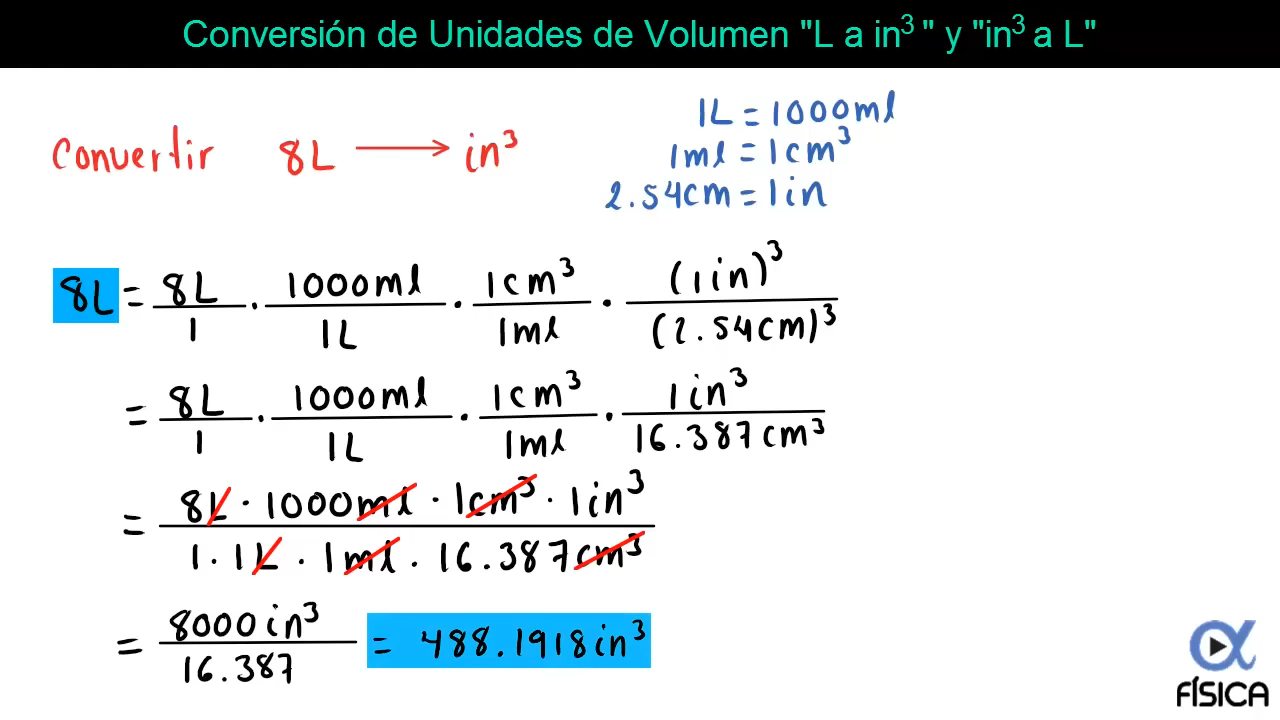 Conversión de Unidades de Volumen "L a in³ " y "in³ a L"
1L = 1000ml
Convertir 8L → in³
1ml = 1cm³
2.54cm = 1in
8L = 8L/1 · 1000ml/1L · 1cm³/1ml · (1in)³/(2.54cm)³
= 8L/1 · 1000ml/1L · 1cm³/1ml · 1in³/16.387cm³
= 8L · 1000ml · 1cm³ · 1in³ / 1 · 1L · 1ml · 16.387cm³
= 8000in³/16.387 = 488.1918in³
FÍSICA